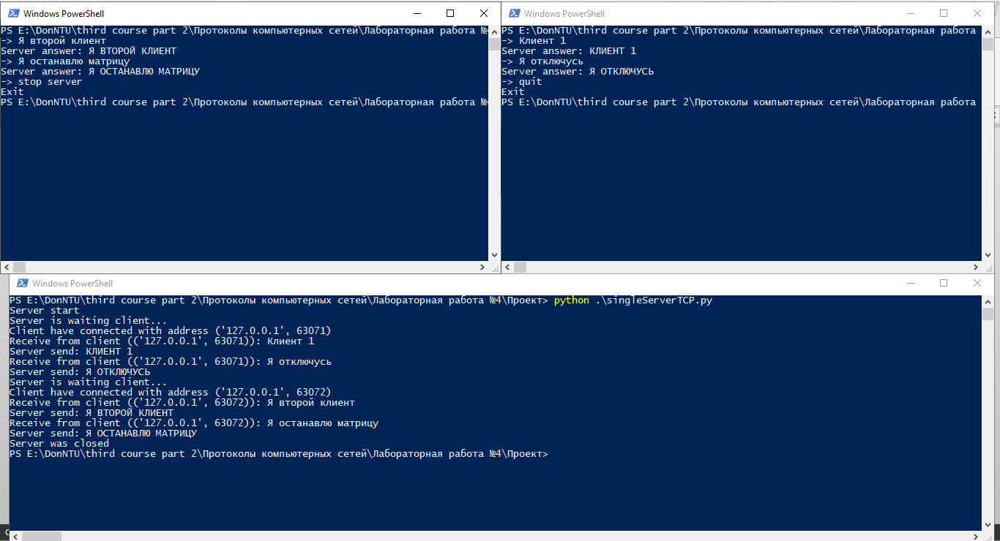 Windows PowerShell
PS E:\DonNTU\third course part 2\Протоколы компьютерных сетей\Лабораторная работа №4
-> Я второй клиент
Server answer: Я ВТОРОЙ КЛИЕНТ
-> Я останавлю матрицу
Server answer: Я ОСТАНАВЛЮ МАТРИЦУ
-> stop server
Exit
PS E:\DonNTU\third course part 2\Протоколы компьютерных сетей\Лабораторная работа №4
Windows PowerShell
PS E:\DonNTU\third course part 2\Протоколы компьютерных сетей\Лабораторная работа
-> Клиент 1
Server answer: КЛИЕНТ 1
-> Я отключусь
Server answer: Я ОТКЛЮЧУСЬ
-> quit
Exit
PS E:\DonNTU\third course part 2\Протоколы компьютерных сетей\Лабораторная работа
Windows PowerShell
PS E:\DonNTU\third course part 2\Протоколы компьютерных сетей\Лабораторная работа №4\Проект> python .\singleServerTCP.py
Server start
Server is waiting client...
Client have connected with address ('127.0.0.1', 63071)
Receive from client (('127.0.0.1', 63071)): Клиент 1
Server send: КЛИЕНТ 1
Receive from client (('127.0.0.1', 63071)): Я отключусь
Server send: Я ОТКЛЮЧУСЬ
Server is waiting client...
Client have connected with address ('127.0.0.1', 63072)
Receive from client (('127.0.0.1', 63072)): Я второй клиент
Server send: Я ВТОРОЙ КЛИЕНТ
Receive from client (('127.0.0.1', 63072)): Я останавлю матрицу
Server send: Я ОСТАНАВЛЮ МАТРИЦУ
Server was closed
PS E:\DonNTU\third course part 2\Протоколы компьютерных сетей\Лабораторная работа №4\Проект>